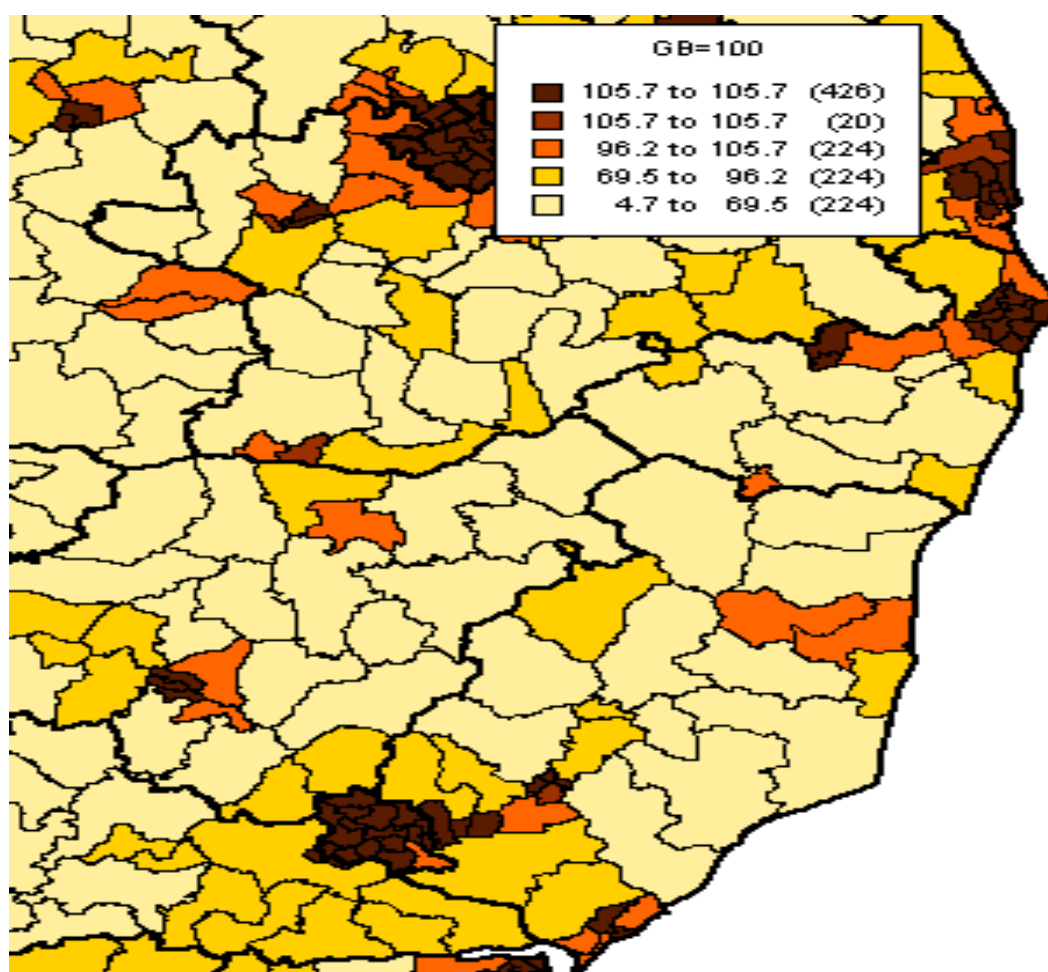 GB=100
105.7 to 105.7 (426)
105.7 to 105.7 (20)
96.2 to 105.7 (224)
69.5 to 96.2 (224)
4.7 to 69.5 (224)